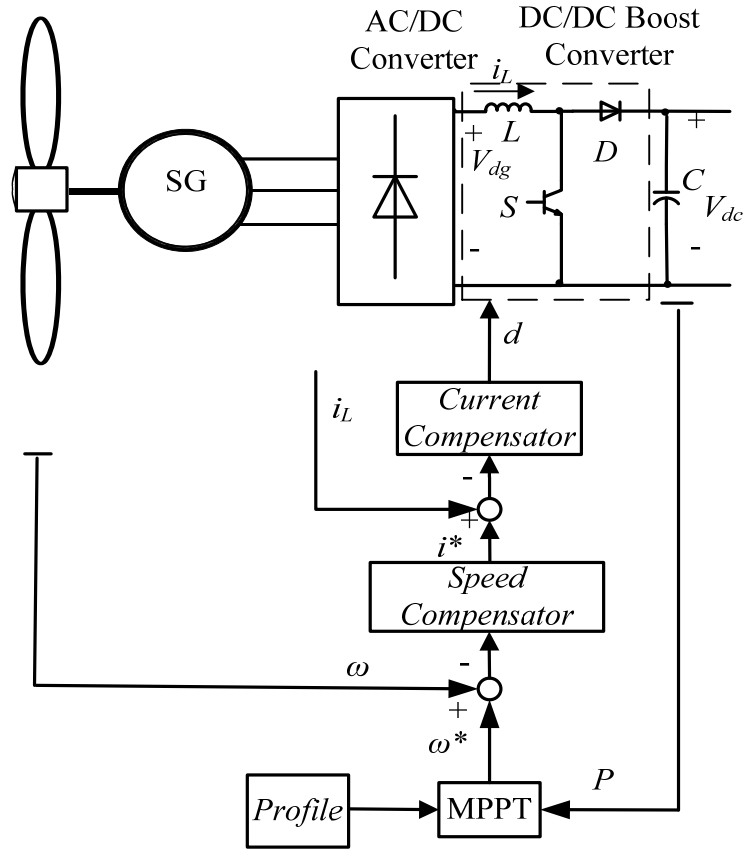 AC/DC
Converter
DC/DC Boost
Converter
i_L
L
D
SG
+
V_dg
-
S
C
+
V_dc
-
d
i_L
Current
Compensator
-
+
i*
Speed
Compensator
-
ω
+
ω*
P
Profile
MPPT